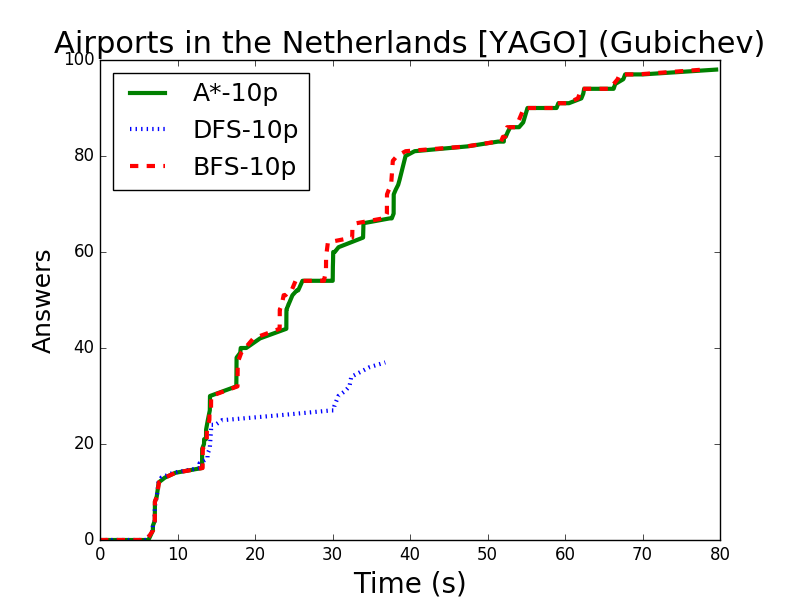 Airports in the Netherlands [YAGO] (Gubichev)
100
80
60
40
20
0
Answers
A*-10p
DFS-10p
BFS-10p
0 10 20 30 40 50 60 70 80
Time (s)